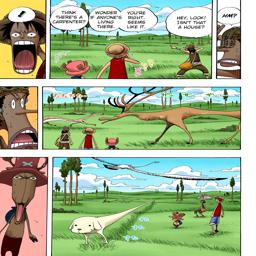 HM?
HEY, LOOK!
ISN'T THAT
A HOUSE?
YOU'RE
RIGHT.
SEEMS
LIKE IT.
WONDER
IF ANYONE'S
LIVING
THERE.
THINK
THERE'S A
CARPENTER?
!